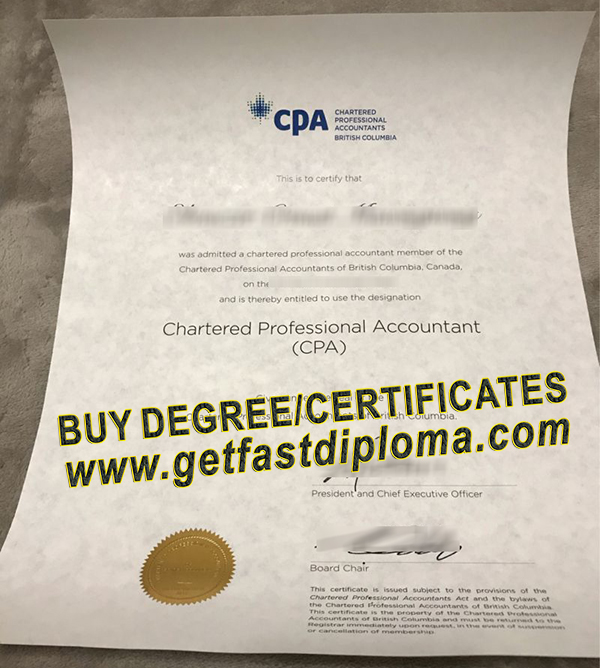 CPA
CHARTERED
PROFESSIONAL
ACCOUNTANTS
BRITISH COLUMBIA
This is to certify that
was admitted a chartered professional accountant member of the
Chartered Professional Accountants of British Columbia, Canada,
on the
and is thereby entitled to use the designation
Chartered Professional Accountant
(CPA)
BUY DEGREE/CERTIFICATES
www.getfastdiploma.com
President and Chief Executive Officer
Board Chair
This certificate is issued subject to the provisions of the
Chartered Professional Accountants Act and the bylaws of
the Chartered Professional Accountants of British Columbia.
This certificate is the property of the Chartered Professional
Accountants of British Columbia and must be returned to the
Registrar immediately upon request, in the event of suspension
or cancellation of membership.